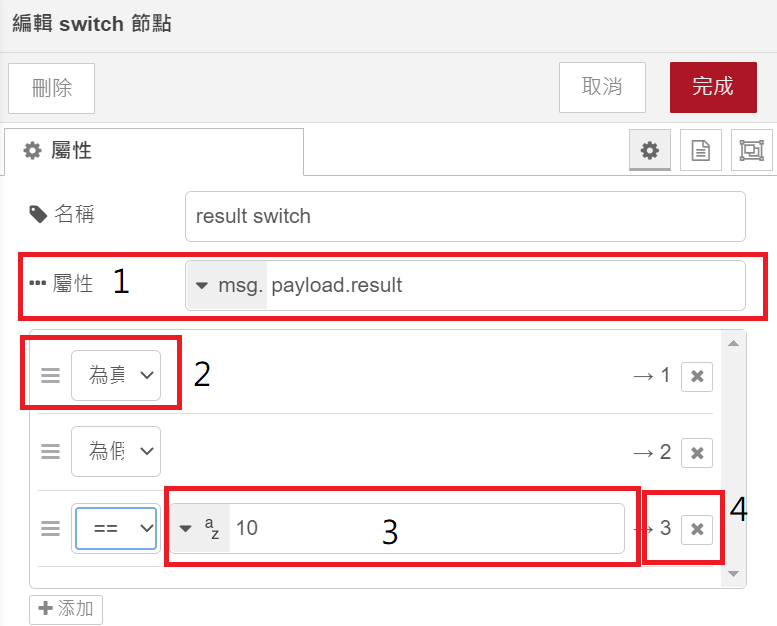 編輯 switch 節點
刪除 取消 完成
屬性
名稱 result switch
屬性 1 msg. payload.result
為真 2 → 1
為假 → 2
== az 10 3 → 3 4
添加